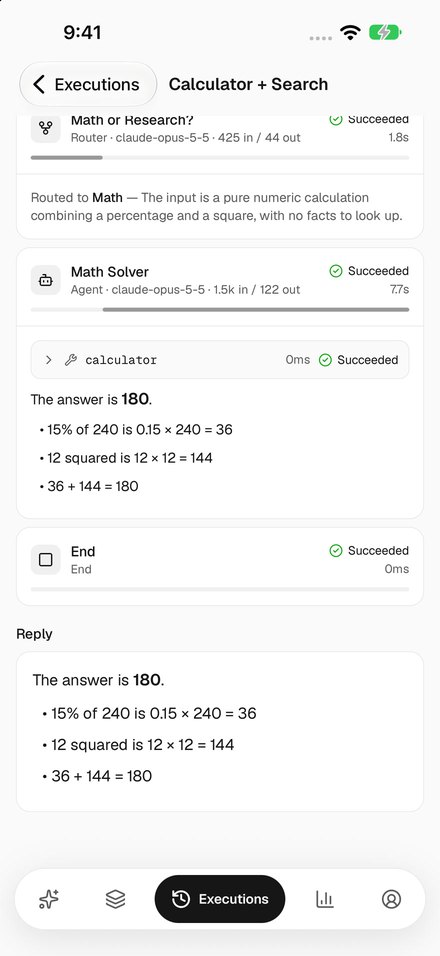 9:41
Executions
Calculator + Search
Math or Research?
Succeeded
Router · claude-opus-5-5 · 425 in / 44 out
1.8s
Routed to Math — The input is a pure numeric calculation
combining a percentage and a square, with no facts to look up.
Math Solver
Succeeded
Agent · claude-opus-5-5 · 1.5k in / 122 out
7.7s
calculator
0ms
Succeeded
The answer is 180.
• 15% of 240 is 0.15 × 240 = 36
• 12 squared is 12 × 12 = 144
• 36 + 144 = 180
End
Succeeded
End
0ms
Reply
The answer is 180.
• 15% of 240 is 0.15 × 240 = 36
• 12 squared is 12 × 12 = 144
• 36 + 144 = 180
Executions